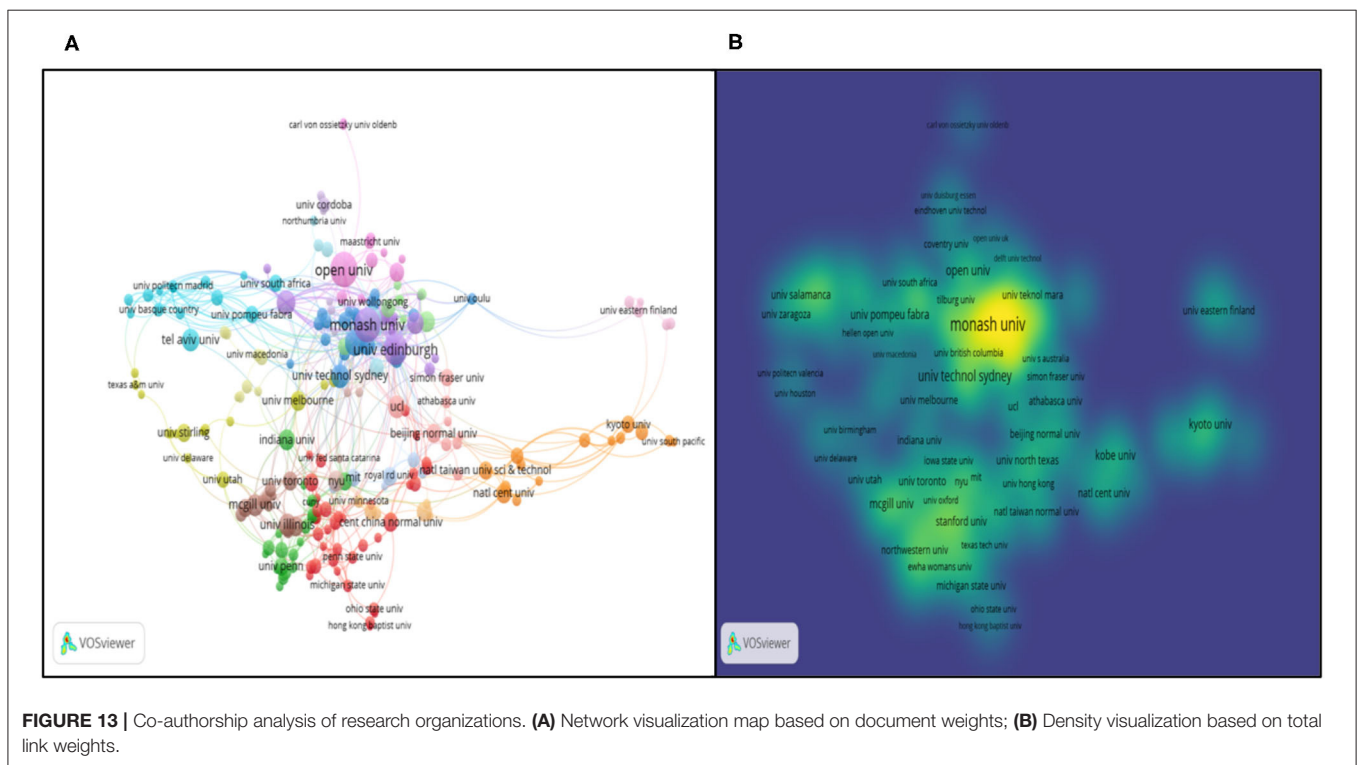 A
B
carl von ossietzky univ oldenb
univ cordoba
northumbria univ
maastricht univ
open univ
univ politecn madrid
univ south africa
univ basque country
univ pompeu fabra
univ wollongong
univ oulu
univ eastern finland
monash univ
tel aviv univ
univ edinburgh
univ macedonia
univ technol sydney
simon fraser univ
texas a&m univ
univ melbourne
athabasca univ
ucl
kyoto univ
univ stirling
beijing normal univ
indiana univ
univ south pacific
univ delaware
univ fed santa catarina
natl taiwan univ sci & technol
univ utah
univ toronto
nyu
mit
royal rd univ
natl cent univ
mcgill univ
univ minnesota
univ illinois
cent china normal univ
penn state univ
univ penn
michigan state univ
ohio state univ
hong kong baptist univ
VOSviewer
carl von ossietzky univ oldenb
univ duisburg essen
eindhoven univ technol
coventry univ
open univ uk
delft univ technol
open univ
univ south africa
univ salamanca
tilburg univ
univ teknol mara
univ zaragoza
univ pompeu fabra
univ eastern finland
monash univ
hellen open univ
univ macedonia
univ british columbia
univ s australia
univ politecn valencia
univ technol sydney
simon fraser univ
univ houston
univ melbourne
ucl
athabasca univ
univ birmingham
beijing normal univ
kyoto univ
indiana univ
univ delaware
iowa state univ
univ north texas
kobe univ
univ utah
univ toronto
nyu
mit
univ hong kong
natl cent univ
mcgill univ
univ oxford
natl taiwan normal univ
stanford univ
northwestern univ
texas tech univ
ewha womans univ
michigan state univ
ohio state univ
hong kong baptist univ
VOSviewer
FIGURE 13 | Co-authorship analysis of research organizations. (A) Network visualization map based on document weights; (B) Density visualization based on total
link weights.